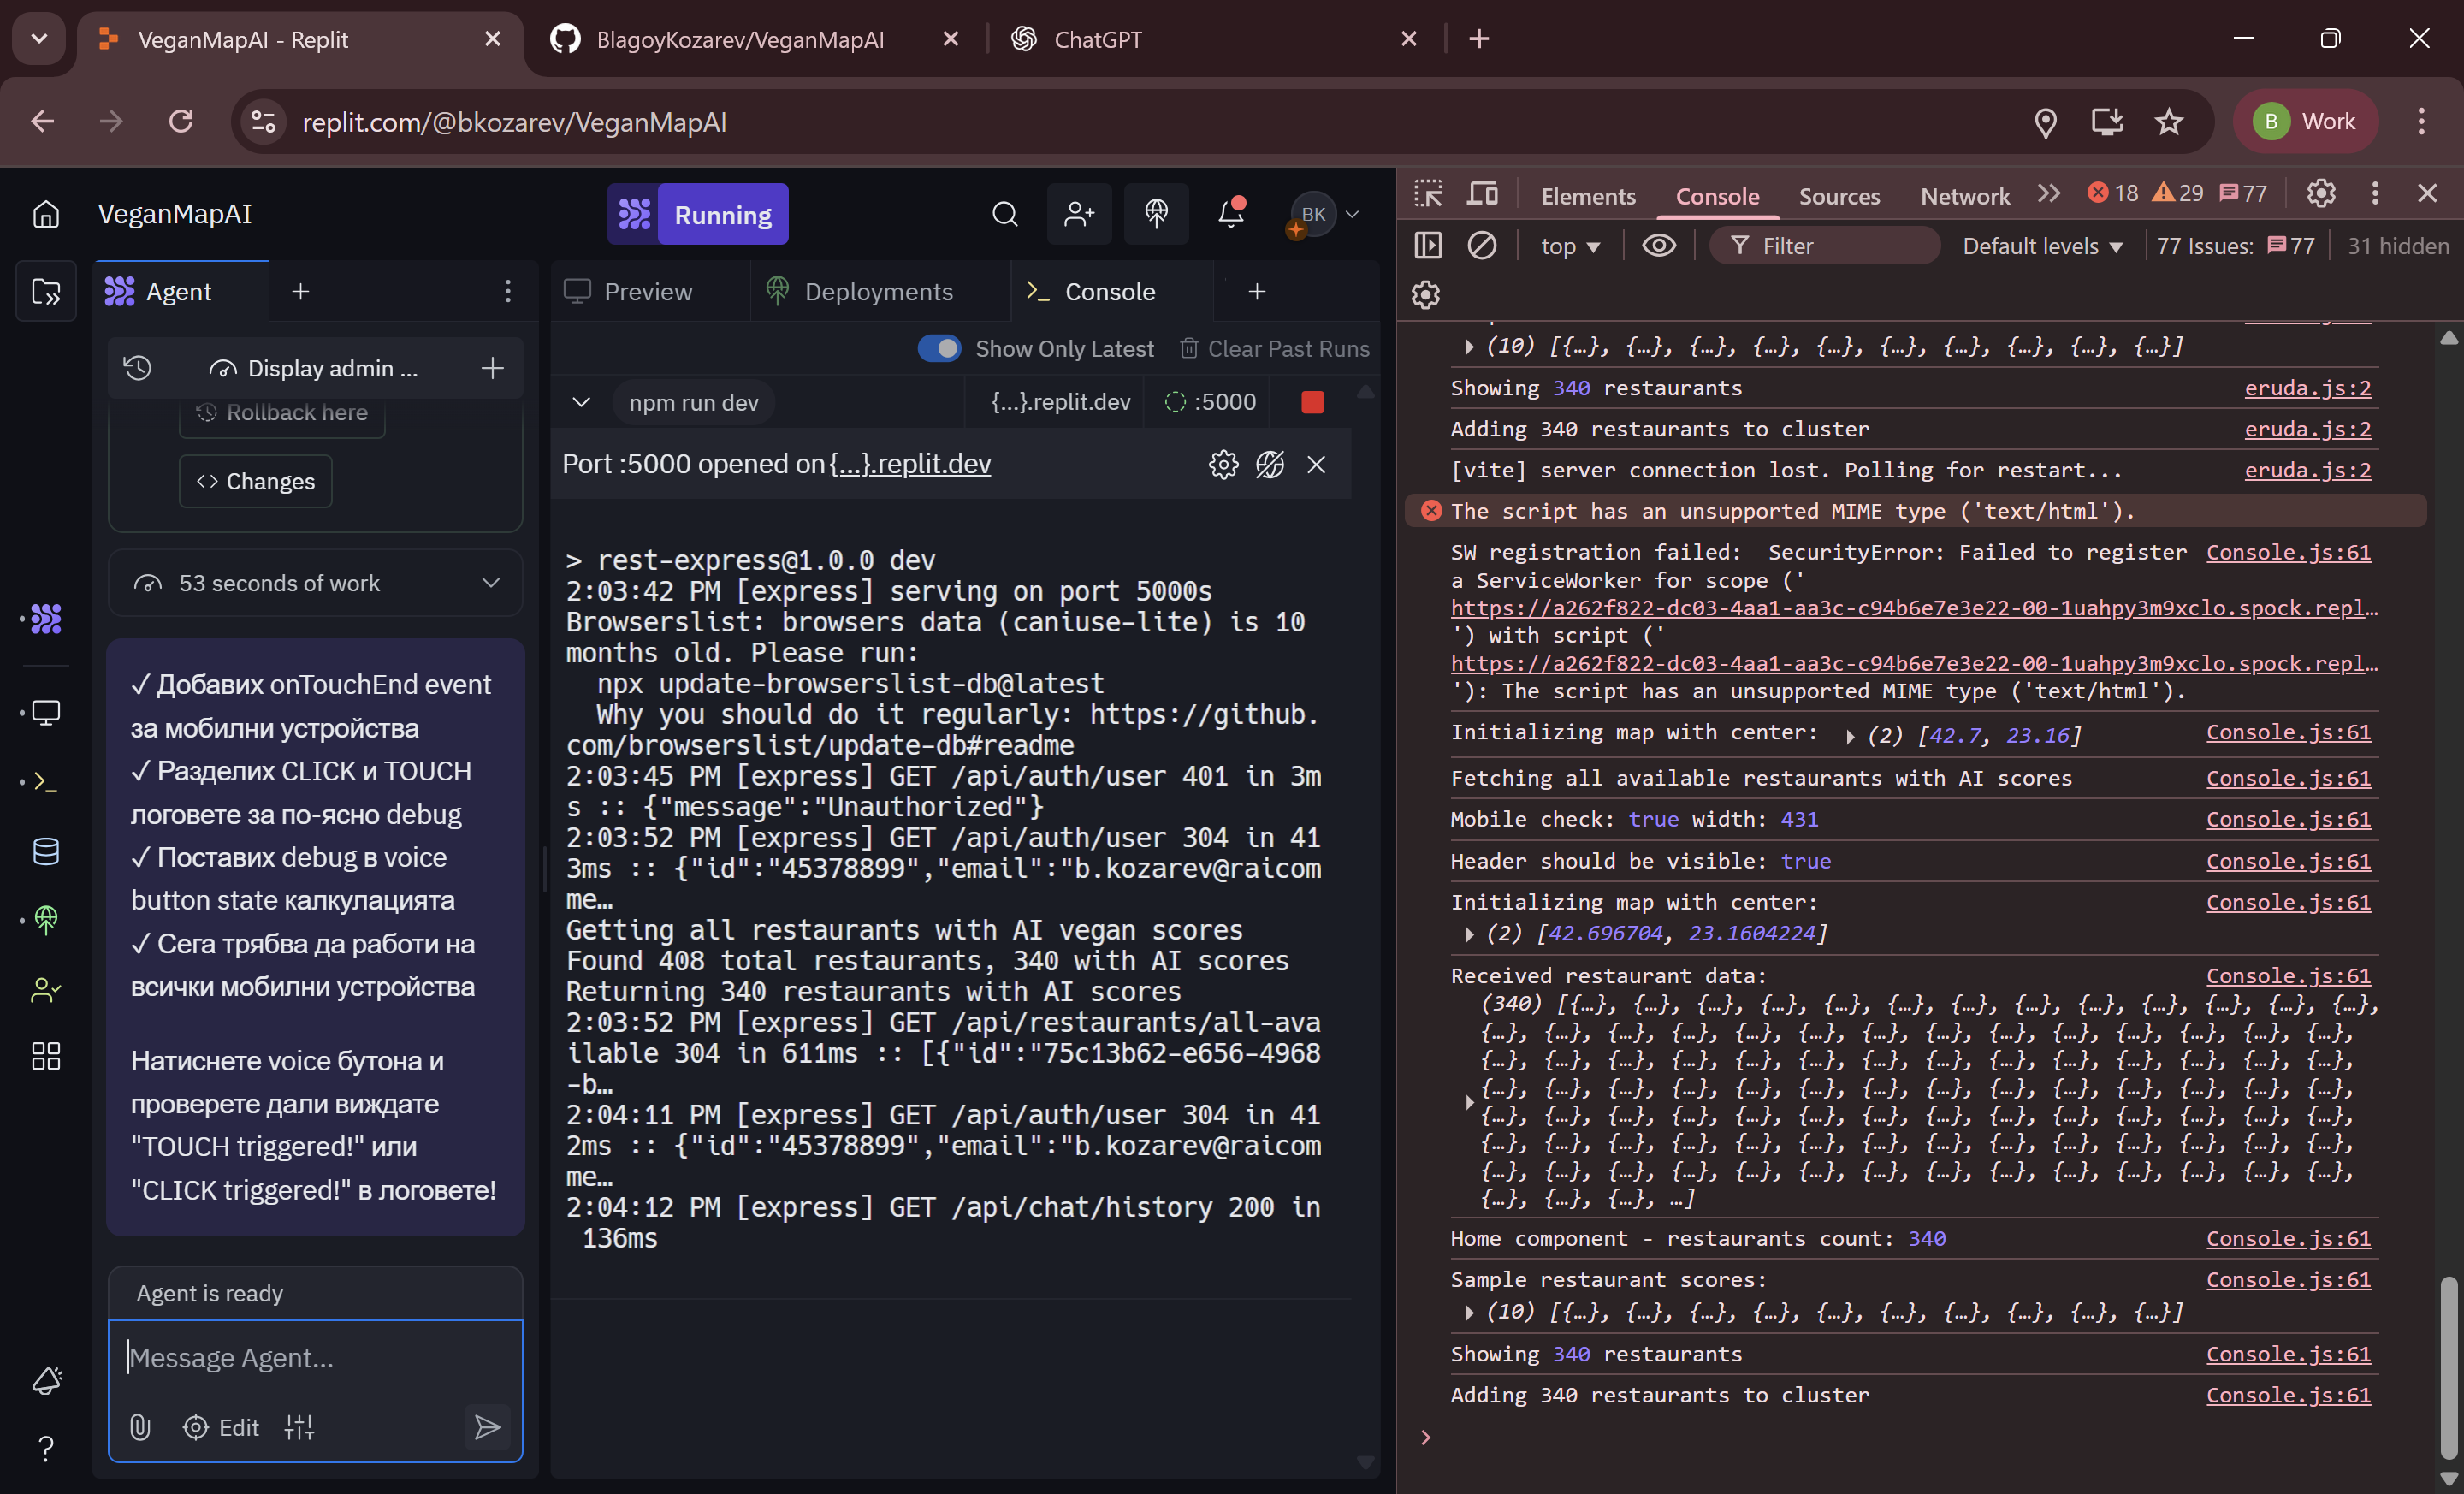 VeganMapAI - Replit
BlagoyKozarev/VeganMapAI
ChatGPT
replit.com/@bkozarev/VeganMapAI
B Work
VeganMapAI
Running
BK
Agent
Display admin ...
Rollback here
<> Changes
53 seconds of work
✓ Добавих onTouchEnd event
за мобилни устройства
✓ Разделих CLICK и TOUCH
логовете за по-ясно debug
✓ Поставих debug в voice
button state калкулацията
✓ Сега трябва да работи на
всички мобилни устройства
Натиснете voice бутона и
проверете дали виждате
"TOUCH triggered!" или
"CLICK triggered!" в логовете!
Agent is ready
Message Agent...
Edit
Preview
Deployments
Console
Show Only Latest
Clear Past Runs
npm run dev
{...}.replit.dev
:5000
Port :5000 opened on {...}.replit.dev
> rest-express@1.0.0 dev
2:03:42 PM [express] serving on port 5000s
Browserslist: browsers data (caniuse-lite) is 10
months old. Please run:
npx update-browserslist-db@latest
Why you should do it regularly: https://github.
com/browserslist/update-db#readme
2:03:45 PM [express] GET /api/auth/user 401 in 3m
s :: {"message":"Unauthorized"}
2:03:52 PM [express] GET /api/auth/user 304 in 41
3ms :: {"id":"45378899","email":"b.kozarev@raicom
me…
Getting all restaurants with AI vegan scores
Found 408 total restaurants, 340 with AI scores
Returning 340 restaurants with AI scores
2:03:52 PM [express] GET /api/restaurants/all-ava
ilable 304 in 611ms :: [{"id":"75c13b62-e656-4968
-b…
2:04:11 PM [express] GET /api/auth/user 304 in 41
2ms :: {"id":"45378899","email":"b.kozarev@raicom
me…
2:04:12 PM [express] GET /api/chat/history 200 in
136ms
Elements
Console
Sources
Network
18
29
77
top
Filter
Default levels
77 Issues: 77
31 hidden
(10) [{…}, {…}, {…}, {…}, {…}, {…}, {…}, {…}, {…}, {…}]
Showing 340 restaurants eruda.js:2
Adding 340 restaurants to cluster eruda.js:2
[vite] server connection lost. Polling for restart... eruda.js:2
The script has an unsupported MIME type ('text/html').
SW registration failed: SecurityError: Failed to register Console.js:61
a ServiceWorker for scope ('
https://a262f822-dc03-4aa1-aa3c-c94b6e7e3e22-00-1uahpy3m9xclo.spock.repl…
') with script ('
https://a262f822-dc03-4aa1-aa3c-c94b6e7e3e22-00-1uahpy3m9xclo.spock.repl…
'): The script has an unsupported MIME type ('text/html').
Initializing map with center: (2) [42.7, 23.16] Console.js:61
Fetching all available restaurants with AI scores Console.js:61
Mobile check: true width: 431 Console.js:61
Header should be visible: true Console.js:61
Initializing map with center: Console.js:61
(2) [42.696704, 23.1604224]
Received restaurant data: Console.js:61
(340) [{…}, {…}, {…}, {…}, {…}, {…}, {…}, {…}, {…}, {…}, {…}, {…}, {…},
{…}, {…}, {…}, {…}, {…}, {…}, {…}, {…}, {…}, {…}, {…}, {…}, {…}, {…},
{…}, {…}, {…}, {…}, {…}, {…}, {…}, {…}, {…}, {…}, {…}, {…}, {…}, {…},
{…}, {…}, {…}, {…}, {…}, {…}, {…}, {…}, {…}, {…}, {…}, {…}, {…}, {…},
{…}, {…}, {…}, {…}, {…}, {…}, {…}, {…}, {…}, {…}, {…}, {…}, {…}, {…},
{…}, {…}, {…}, {…}, {…}, {…}, {…}, {…}, {…}, {…}, {…}, {…}, {…}, {…},
{…}, {…}, {…}, {…}, {…}, {…}, {…}, {…}, {…}, {…}, {…}, {…}, {…}, {…},
{…}, {…}, {…}, …]
Home component - restaurants count: 340 Console.js:61
Sample restaurant scores: Console.js:61
(10) [{…}, {…}, {…}, {…}, {…}, {…}, {…}, {…}, {…}, {…}]
Showing 340 restaurants Console.js:61
Adding 340 restaurants to cluster Console.js:61